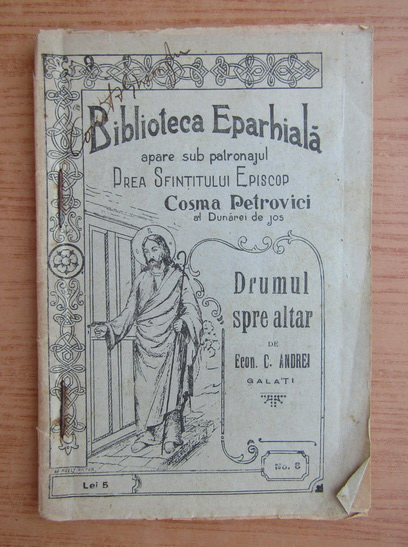 Biblioteca Eparhială
apare sub patronajul
PREA SFINTITULUI EPISCOP
Cosma Petrovici
al Dunărei de jos
Drumul
spre altar
DE
Econ. C. ANDREI
GALAȚI
Lei 5
No. 8